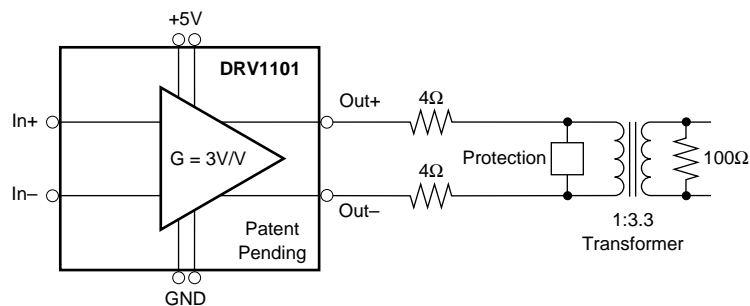 +5V
DRV1101
In+
In–
G = 3V/V
Out+
Out–
4Ω
4Ω
Protection
100Ω
1:3.3
Transformer
Patent
Pending
GND